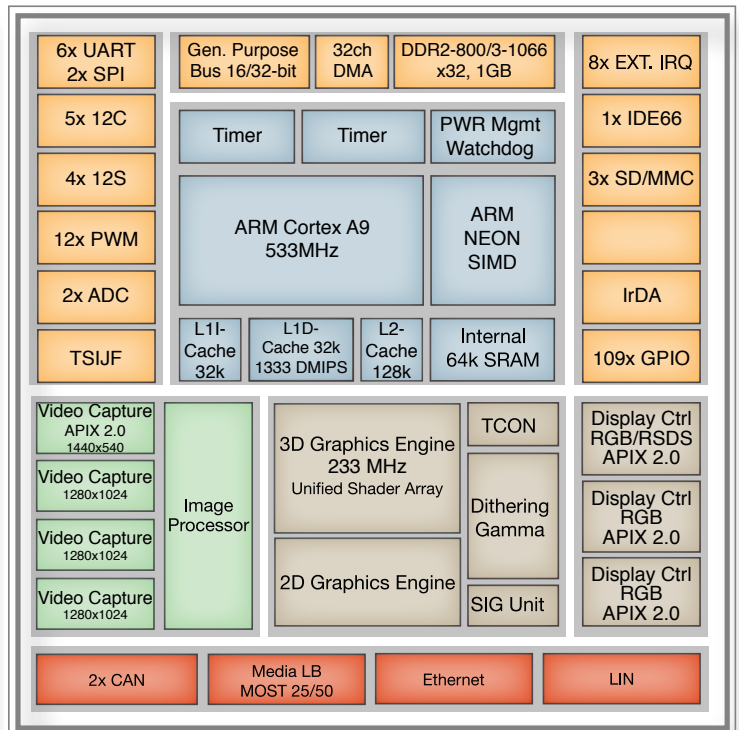 6x UART
2x SPI
5x 12C
4x 12S
12x PWM
2x ADC
TSIJF
Gen. Purpose
Bus 16/32-bit
32ch
DMA
DDR2-800/3-1066
x32, 1GB
Timer
Timer
PWR Mgmt
Watchdog
ARM Cortex A9
533MHz
ARM
NEON
SIMD
L1I-
Cache
32k
L1D-
Cache 32k
1333 DMIPS
L2-
Cache
128k
Internal
64k SRAM
8x EXT. IRQ
1x IDE66
3x SD/MMC
IrDA
109x GPIO
Video Capture
APIX 2.0
1440x540
Video Capture
1280x1024
Video Capture
1280x1024
Video Capture
1280x1024
Image
Processor
3D Graphics Engine
233 MHz
Unified Shader Array
2D Graphics Engine
TCON
Dithering
Gamma
SIG Unit
Display Ctrl
RGB/RSDS
APIX 2.0
Display Ctrl
RGB
APIX 2.0
Display Ctrl
RGB
APIX 2.0
2x CAN
Media LB
MOST 25/50
Ethernet
LIN